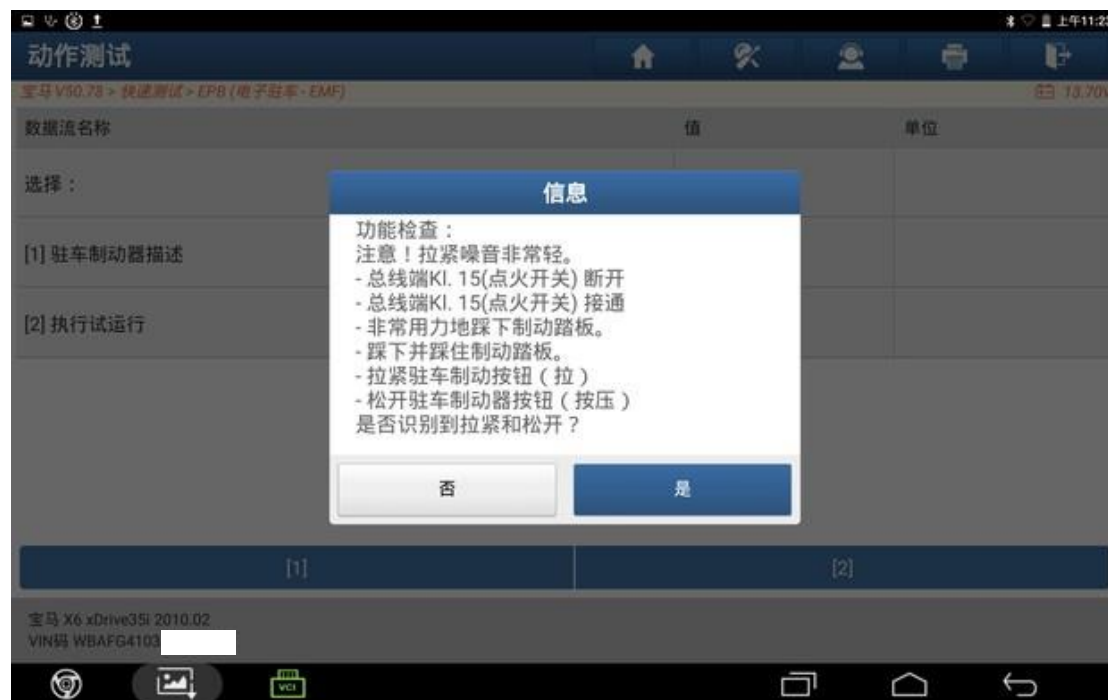 上午11:23
动作测试
宝马 V50.78 > 快速测试 > EPB (电子驻车 - EMF)
13.70V
数据流名称 值 单位
选择：
[1] 驻车制动器描述
[2] 执行试运行
信息
功能检查：
注意！拉紧噪音非常轻。
- 总线端Kl. 15(点火开关) 断开
- 总线端Kl. 15(点火开关) 接通
- 非常用力地踩下制动踏板。
- 踩下并踩住制动踏板。
- 拉紧驻车制动按钮（拉）
- 松开驻车制动器按钮（按压）
是否识别到拉紧和松开？
否 是
[1] [2]
宝马 X6 xDrive35i 2010.02
VIN码 WBAFG4103
VCI